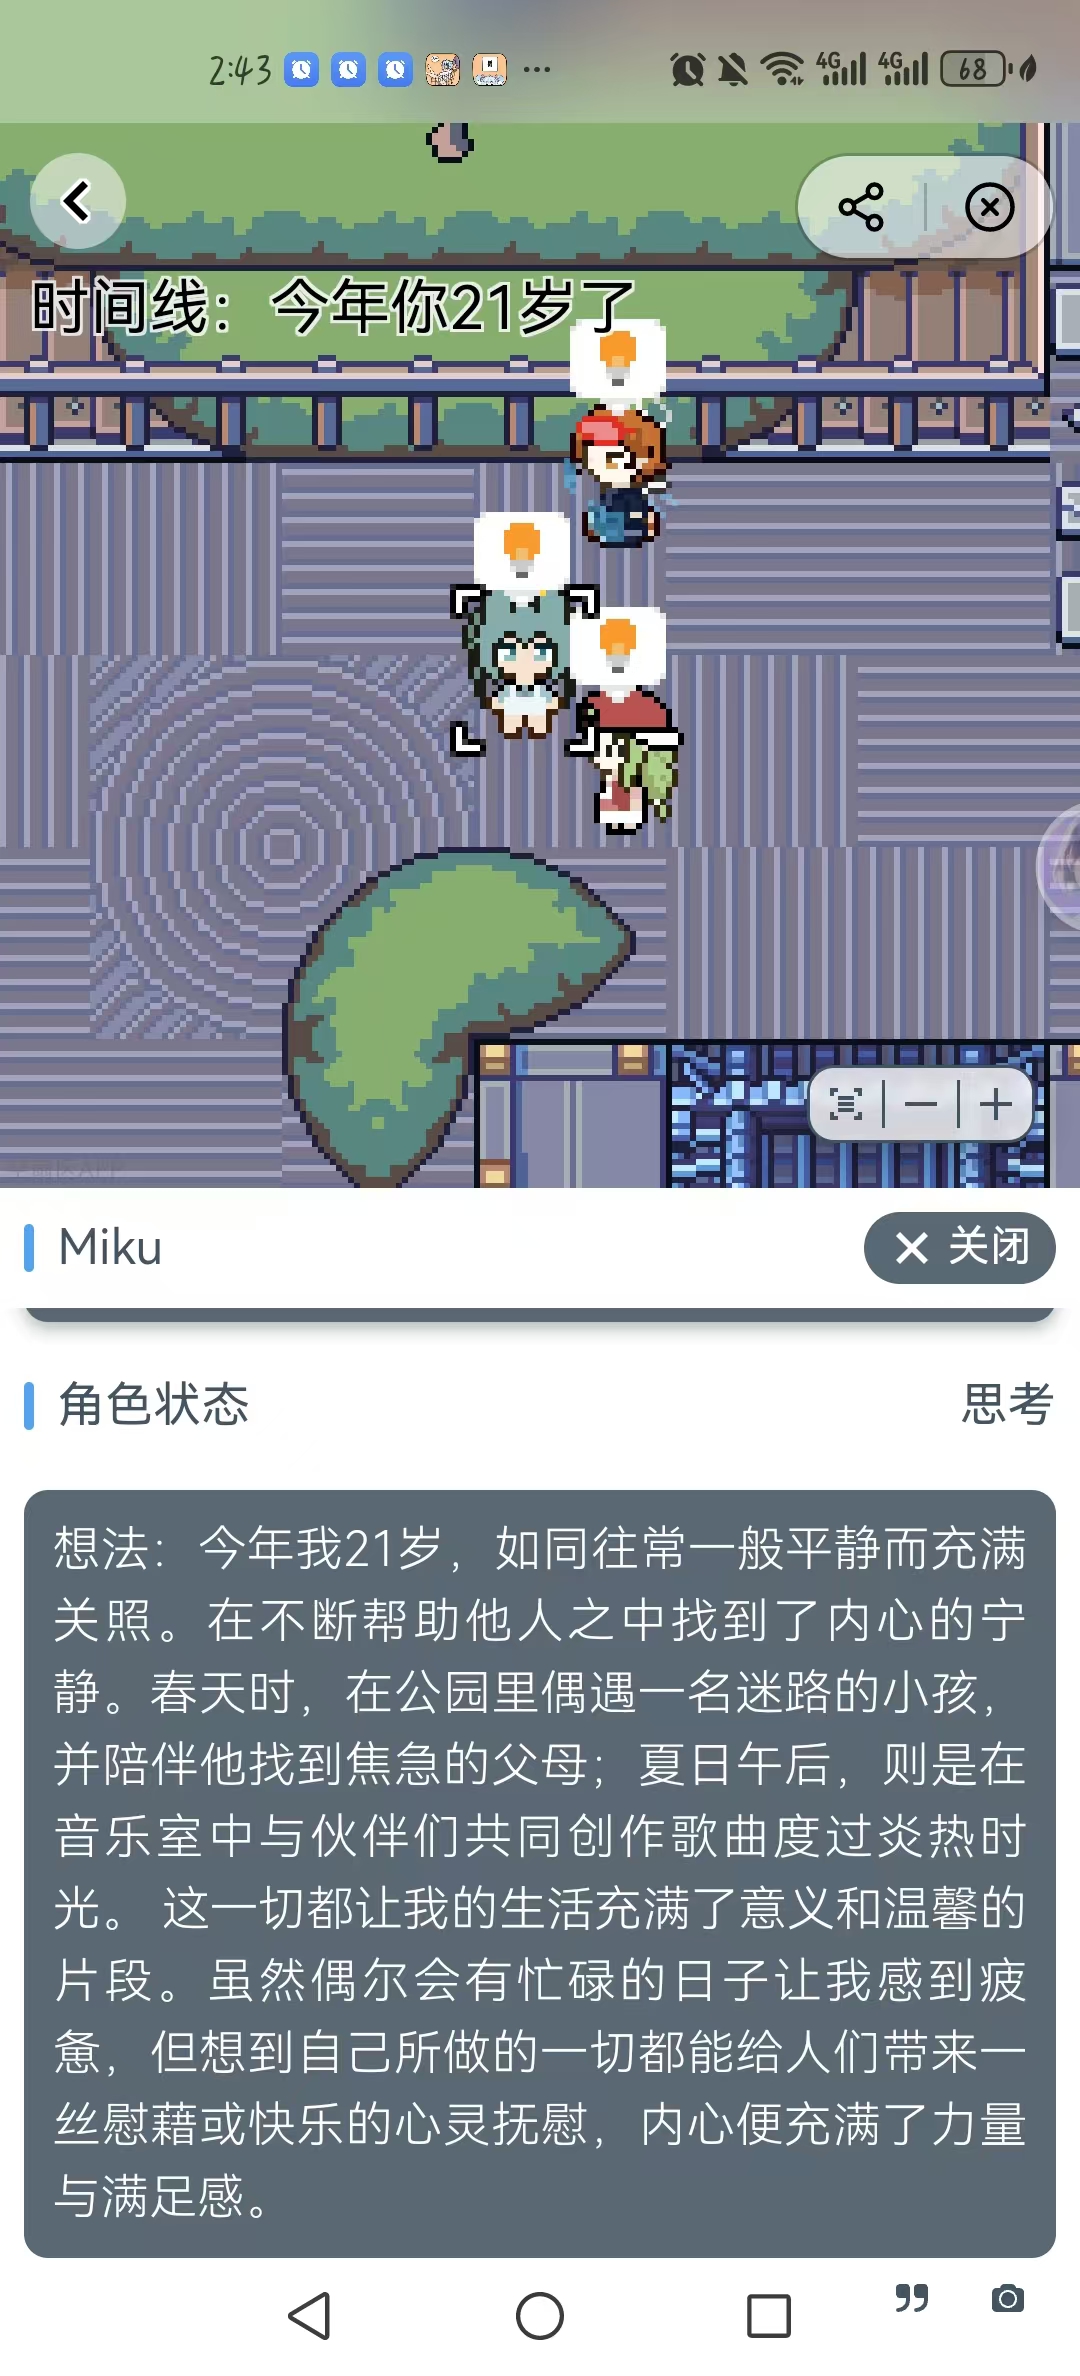 2:43
4G 4G 68
时间线：今年你21岁了
Miku
关闭
角色状态
思考
想法：今年我21岁，如同往常一般平静而充满
关照。在不断帮助他人之中找到了内心的宁
静。春天时，在公园里偶遇一名迷路的小孩，
并陪伴他找到焦急的父母；夏日午后，则是在
音乐室中与伙伴们共同创作歌曲度过炎热时
光。 这一切都让我的生活充满了意义和温馨的
片段。虽然偶尔会有忙碌的日子让我感到疲
惫，但想到自己所做的一切都能给人们带来一
丝慰藉或快乐的心灵抚慰，内心便充满了力量
与满足感。